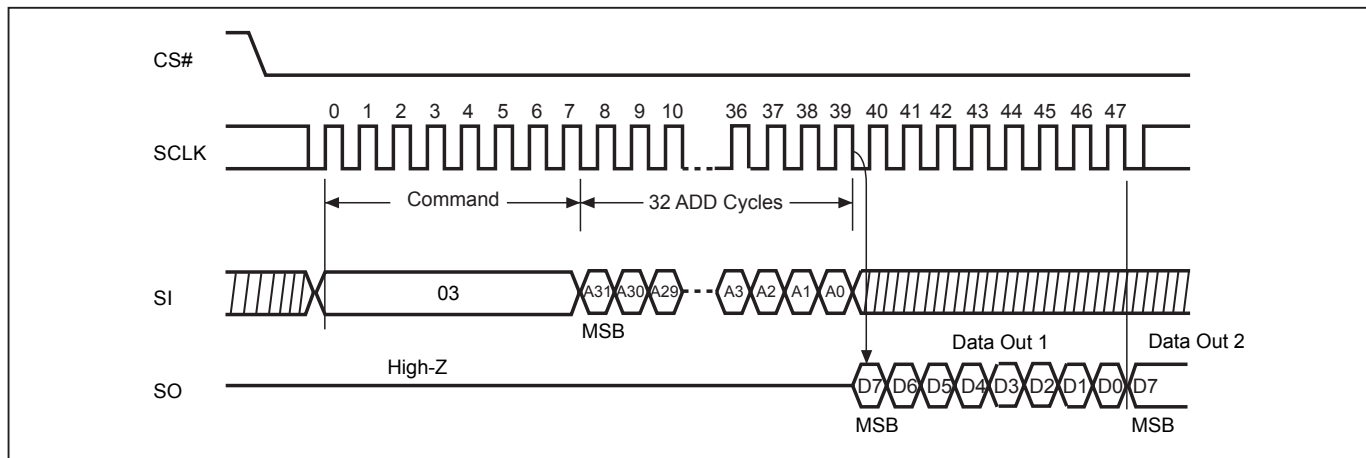 CS#
0 1 2 3 4 5 6 7 8 9 10 36 37 38 39 40 41 42 43 44 45 46 47
SCLK
Command 32 ADD Cycles
SI 03 A31 A30 A29 A3 A2 A1 A0
MSB
Data Out 1 Data Out 2
High-Z
SO D7 D6 D5 D4 D3 D2 D1 D0 D7
MSB MSB